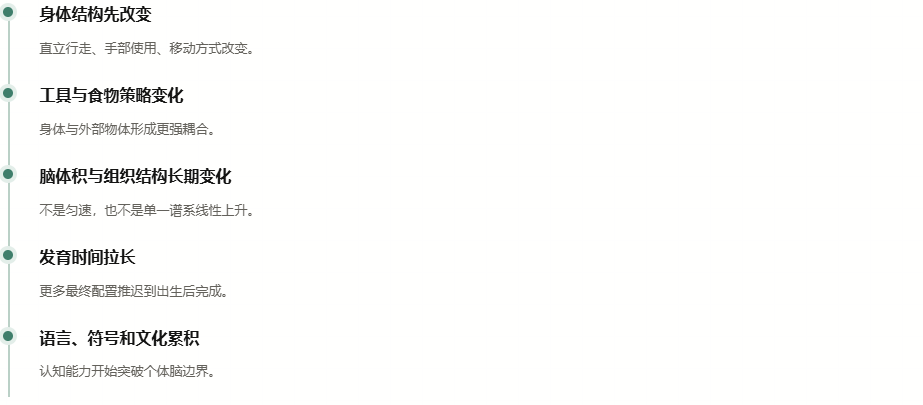 身体结构先改变
直立行走、手部使用、移动方式改变。
工具与食物策略变化
身体与外部物体形成更强耦合。
脑体积与组织结构长期变化
不是匀速，也不是单一谱系线性上升。
发育时间拉长
更多最终配置推迟到出生后完成。
语言、符号和文化累积
认知能力开始突破个体脑边界。